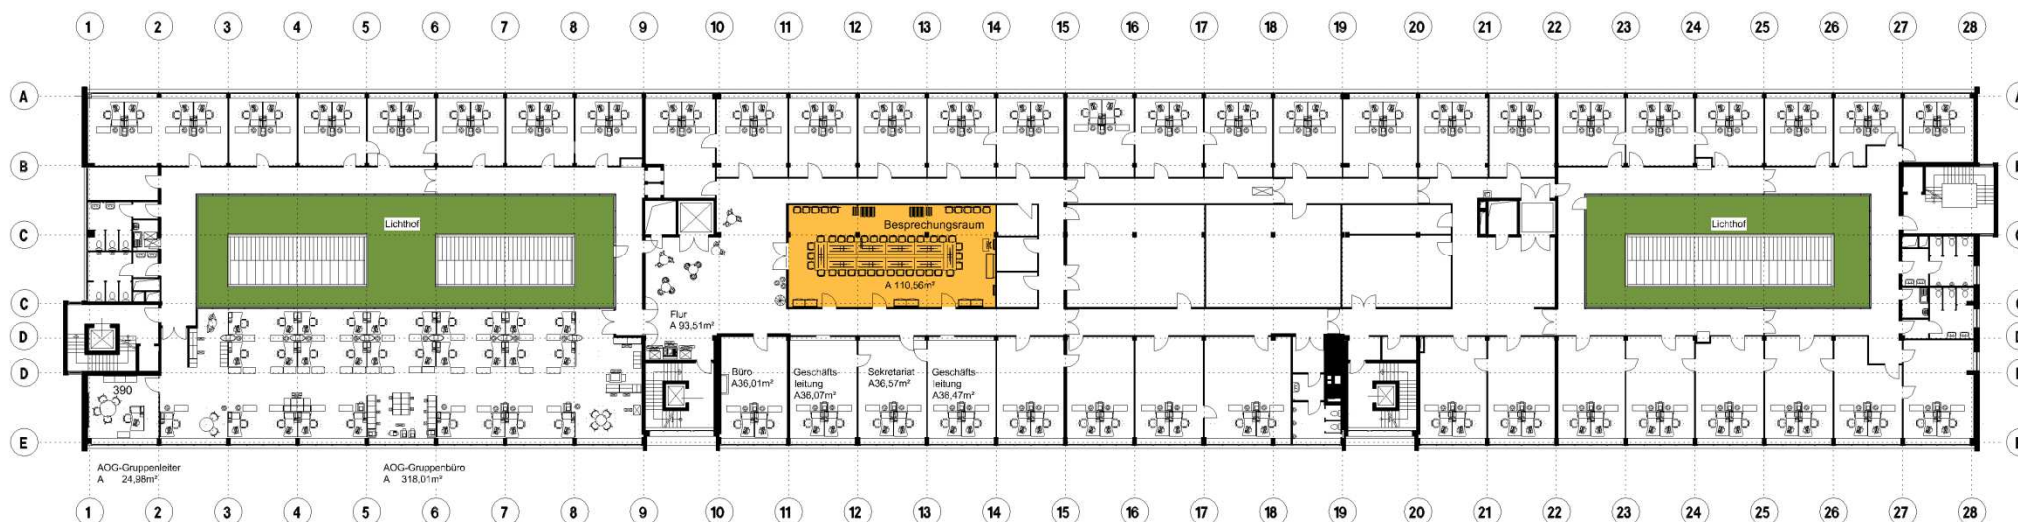 1 2 3 4 5 6 7 8 9 10 11 12 13 14 15 16 17 18 19 20 21 22 23 24 25 26 27 28
A A
B
Lichthof
Besprechungsraum
Lichthof
C
A 110,56m²
C
Flur
A 93,51m²
D
D
390
Büro
A36,01m²
Geschäfts
leitung
A36,07m²
Sekretariat
A36,57m²
Geschäfts
leitung
A36,47m²
E
AOG-Gruppenleiter
A 24,98m²
AOG-Gruppenbüro
A 318,01m²
1 2 3 4 5 6 7 8 9 10 11 12 13 14 15 16 17 18 19 20 21 22 23 24 25 26 27 28